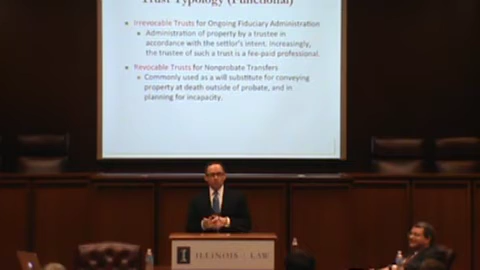 Trust Typology (Functional)
• Irrevocable Trusts for Ongoing Fiduciary Administration
• Administration of property by a trustee in
accordance with the settlor's intent. Increasingly,
the trustee of such a trust is a fee-paid professional.
• Revocable Trusts for Nonprobate Transfers
• Commonly used as a will substitute for conveying
property at death outside of probate, and in
planning for incapacity.
I ILLINOIS | LAW